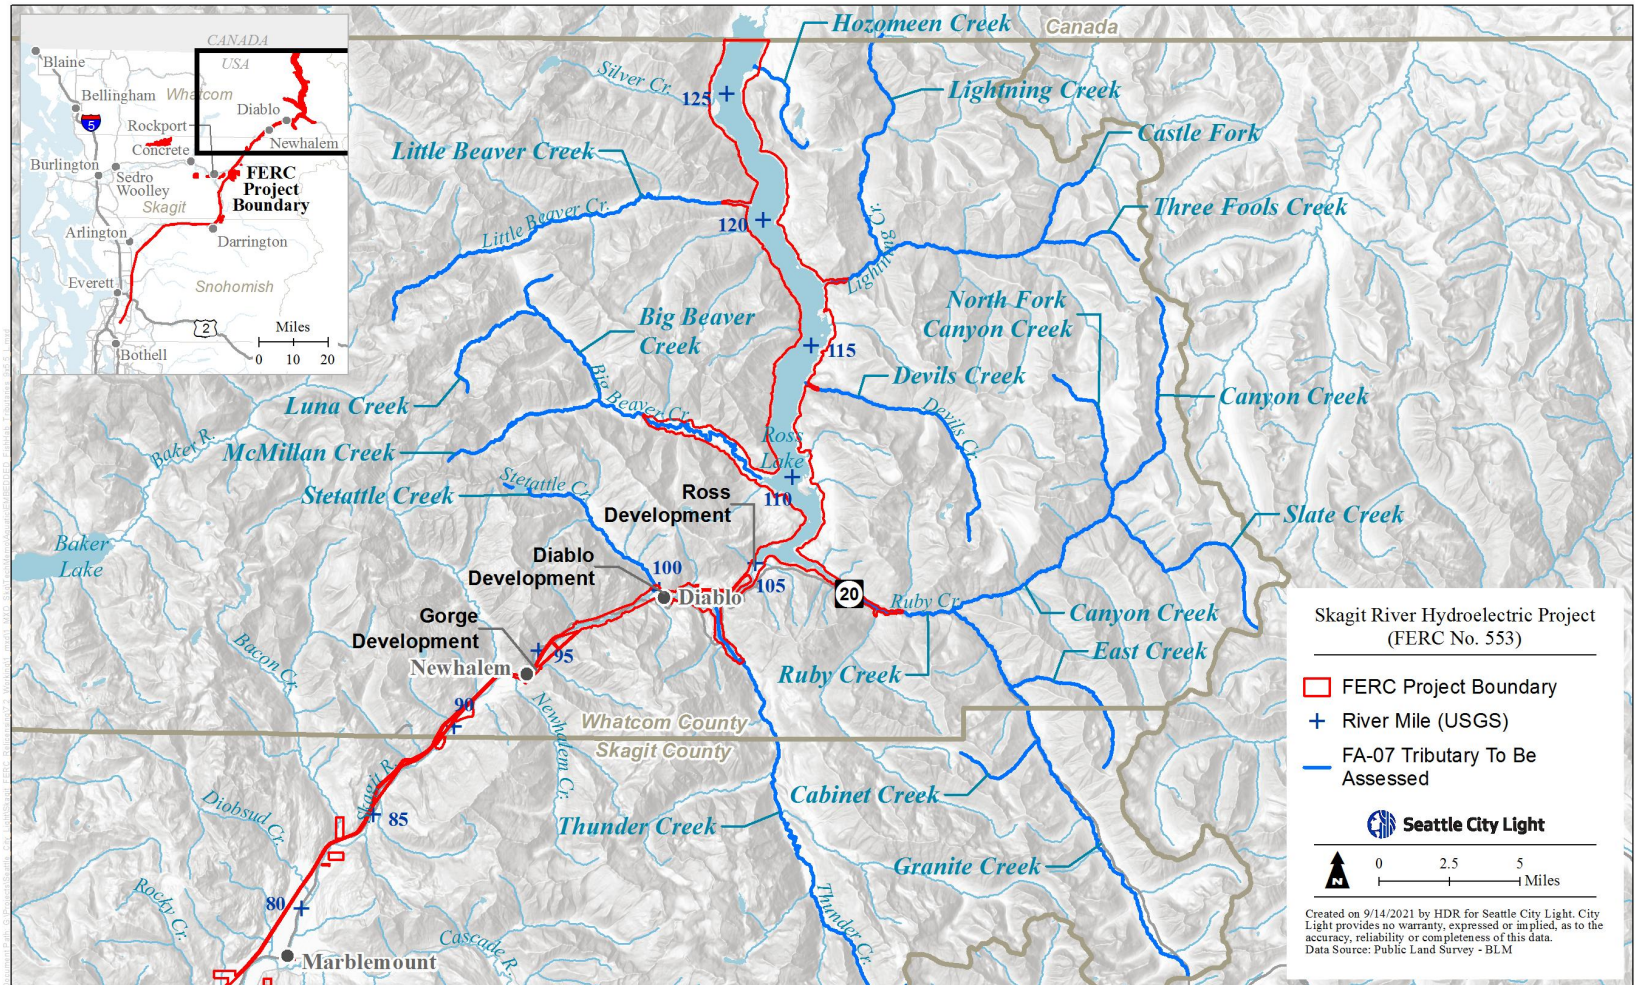 CANADA
USA
Blaine
Bellingham
Whatcom
5
Diablo
Rockport
Newhalem
Concrete
Burlington
Sedro
Woolley
FERC
Project
Boundary
Skagit
Arlington
Darrington
Everett
Snohomish
2
Miles
0 10 20
Bothell
Hozomeen Creek
Canada
Silver Cr.
125
Lightning Creek
Castle Fork
Little Beaver Creek
Three Fools Creek
Little Beaver Cr.
120
Lightning Cr.
North Fork
Canyon Creek
Big Beaver
Creek
115
Devils Creek
Canyon Creek
Luna Creek
Big Beaver Cr.
Devils Cr.
Baker R.
McMillan Creek
Ross
Lake
Stetattle Creek
Stetattle Cr.
110
Ross
Development
Slate Creek
Baker
Lake
Diablo
Development
100
105
Diablo
20
Ruby Cr.
Canyon Creek
Gorge
Development
95
East Creek
Newhalem
Ruby Creek
Bacon Cr.
90
Newhalem Cr.
Whatcom County
Skagit County
Skagit R.
Cabinet Creek
Diobsud Cr.
85
Thunder Creek
Granite Creek
Rocky Cr.
80
Thunder Cr.
Cascade R.
Marblemount
Skagit River Hydroelectric Project
(FERC No. 553)
FERC Project Boundary
River Mile (USGS)
FA-07 Tributary To Be
Assessed
Seattle City Light
N
0 2.5 5
Miles
Created on 9/14/2021 by HDR for Seattle City Light. City
Light provides no warranty, expressed or implied, as to the
accuracy, reliability or completeness of this data.
Data Source: Public Land Survey - BLM